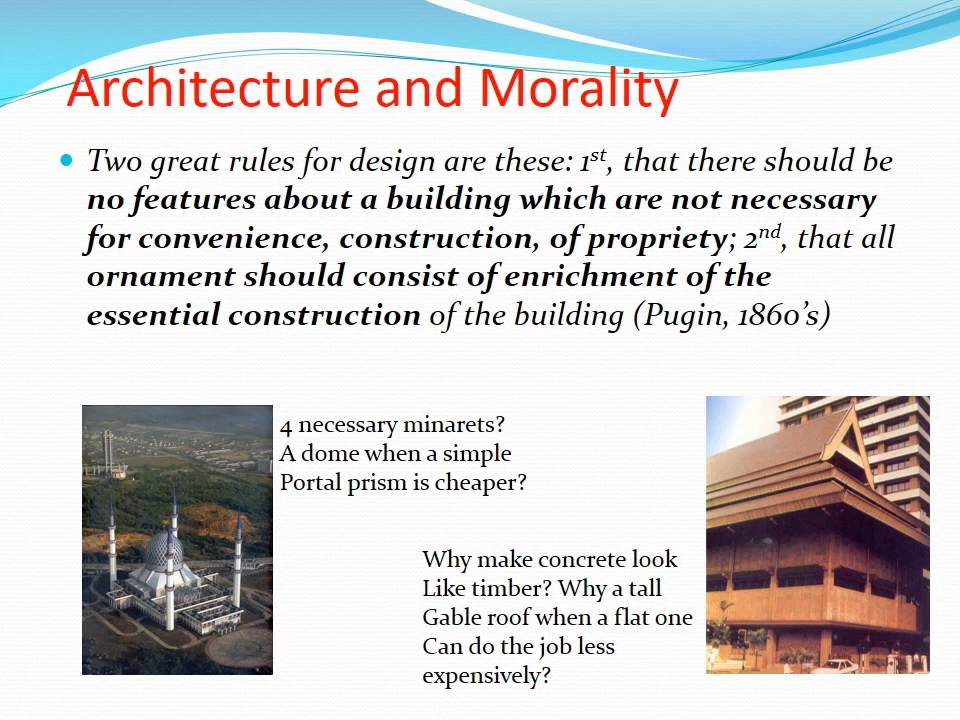 Architecture and Morality
Two great rules for design are these: 1st, that there should be
no features about a building which are not necessary
for convenience, construction, of propriety; 2nd, that all
ornament should consist of enrichment of the
essential construction of the building (Pugin, 1860's)
4 necessary minarets?
A dome when a simple
Portal prism is cheaper?
Why make concrete look
Like timber? Why a tall
Gable roof when a flat one
Can do the job less
expensively?